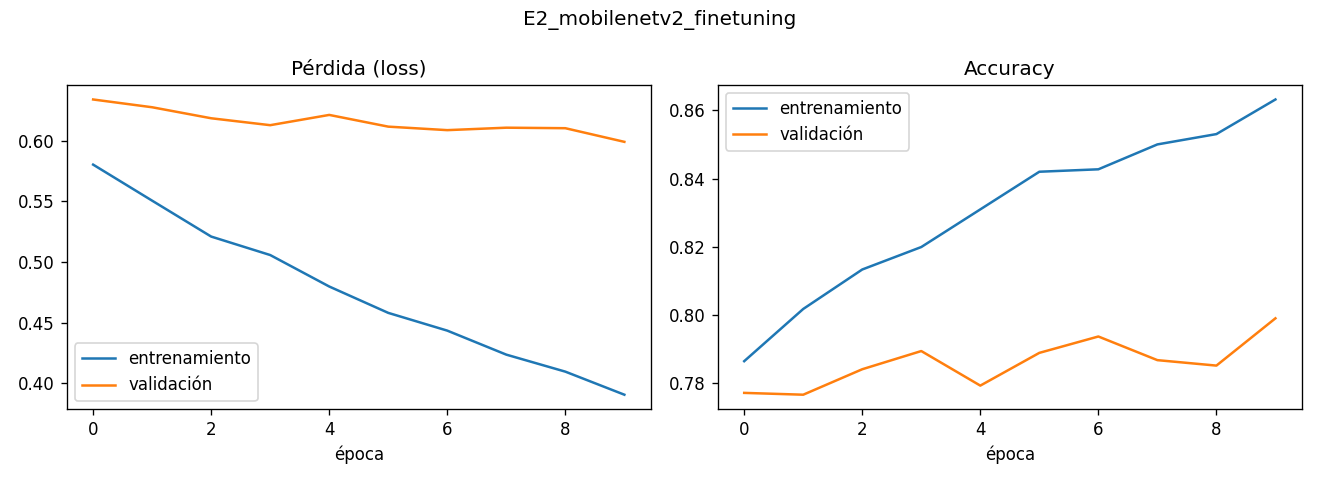 E2_mobilenetv2_finetuning
Pérdida (loss)
0.60
0.55
0.50
0.45
0.40
entrenamiento
validación
0 2 4 6 8
época
Accuracy
entrenamiento
validación
0.86
0.84
0.82
0.80
0.78
0 2 4 6 8
época